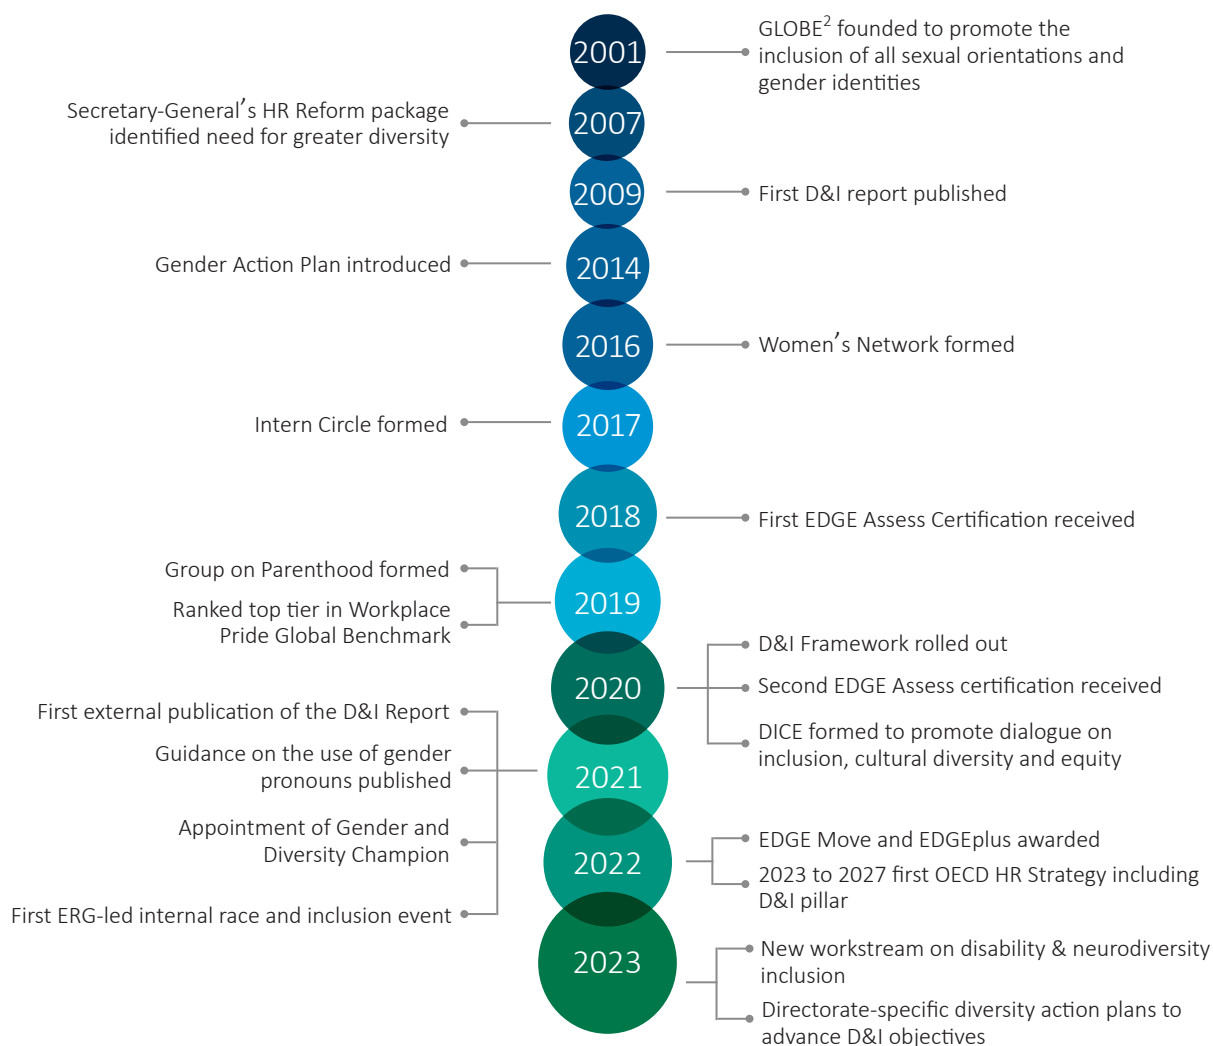 2001
GLOBE² founded to promote the
inclusion of all sexual orientations and
gender identities
Secretary-General’s HR Reform package
identified need for greater diversity
2007
2009
First D&I report published
Gender Action Plan introduced
2014
2016
Women’s Network formed
Intern Circle formed
2017
2018
First EDGE Assess Certification received
Group on Parenthood formed
Ranked top tier in Workplace
Pride Global Benchmark
2019
2020
D&I Framework rolled out
Second EDGE Assess certification received
DICE formed to promote dialogue on
inclusion, cultural diversity and equity
First external publication of the D&I Report
Guidance on the use of gender
pronouns published
Appointment of Gender and
Diversity Champion
First ERG-led internal race and inclusion event
2021
2022
EDGE Move and EDGEplus awarded
2023 to 2027 first OECD HR Strategy including
D&I pillar
2023
New workstream on disability & neurodiversity
inclusion
Directorate-specific diversity action plans to
advance D&I objectives